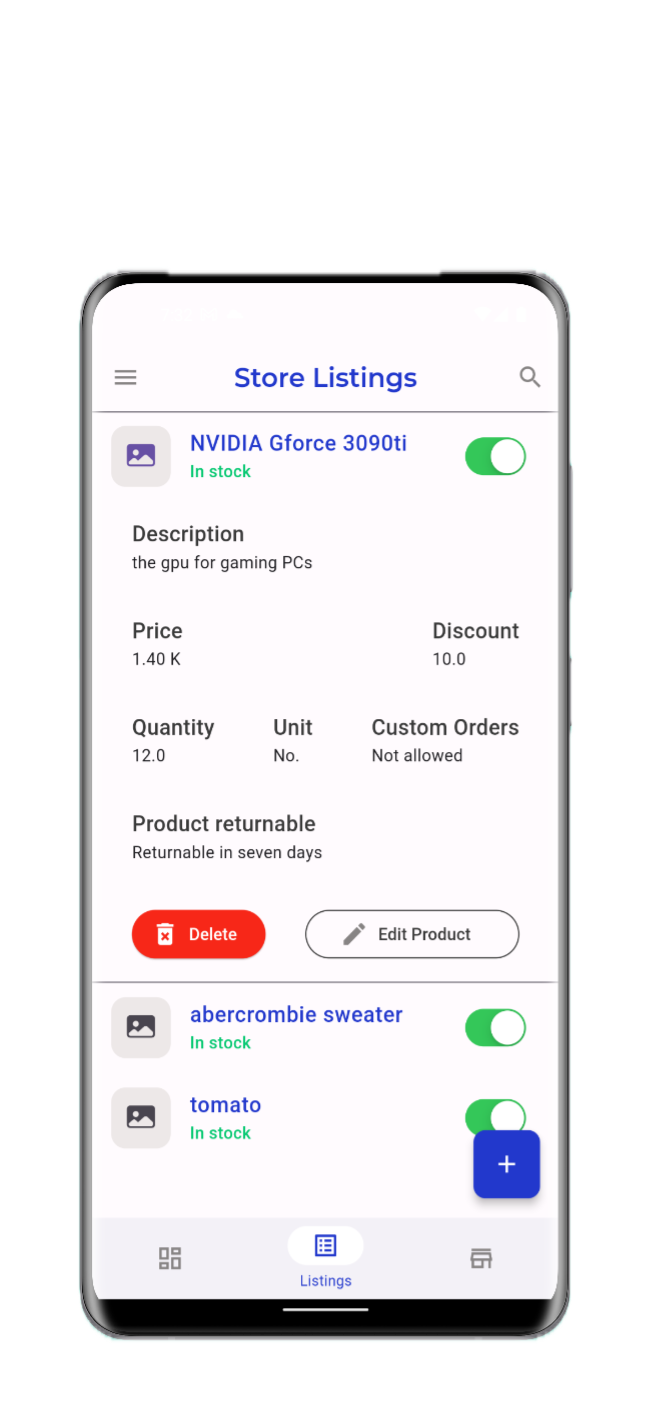 Store Listings
NVIDIA Gforce 3090ti
In stock
Description
the gpu for gaming PCs
Price Discount
1.40 K 10.0
Quantity Unit Custom Orders
12.0 No. Not allowed
Product returnable
Returnable in seven days
Delete Edit Product
abercrombie sweater
In stock
tomato
In stock
Listings